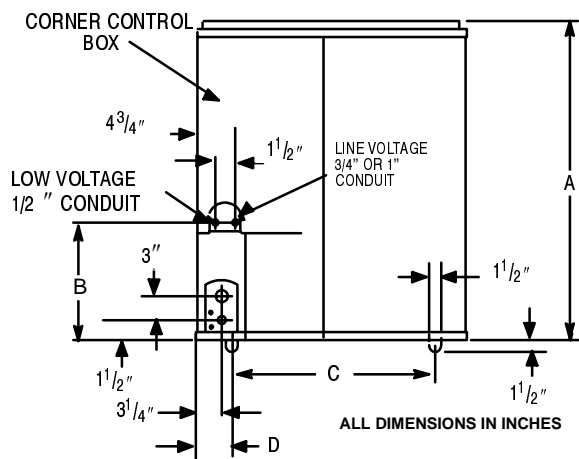 CORNER CONTROL
BOX
4 3/4"
1 1/2"
LINE VOLTAGE
3/4" OR 1"
CONDUIT
LOW VOLTAGE
1/2 " CONDUIT
A
B
3"
1 1/2"
1 1/2"
3 1/4"
C
1 1/2"
D
ALL DIMENSIONS IN INCHES